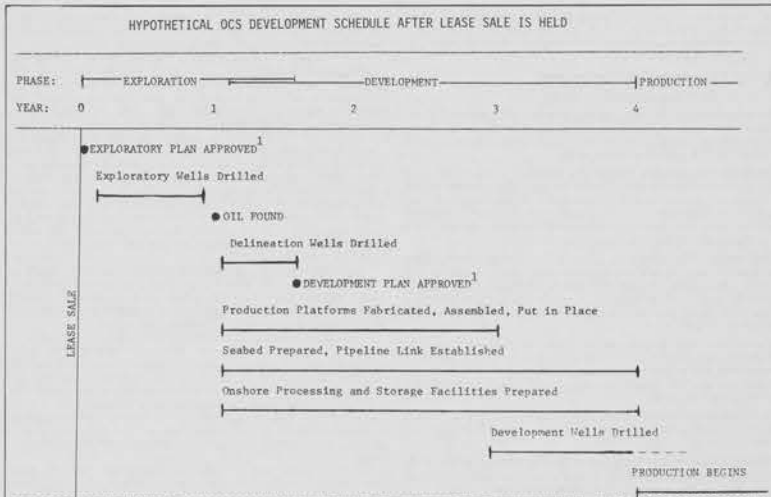 HYPOTHETICAL OCS DEVELOPMENT SCHEDULE AFTER LEASE SALE IS HELD
PHASE: EXPLORATION DEVELOPMENT PRODUCTION
YEAR: 0 1 2 3 4
EXPLORATORY PLAN APPROVED1
Exploratory Wells Drilled
OIL FOUND
Delineation Wells Drilled
DEVELOPMENT PLAN APPROVED1
Production Platforms Fabricated, Assembled, Put in Place
LEASE SALE
Seabed Prepared, Pipeline Link Established
Onshore Processing and Storage Facilities Prepared
Development Wells Drilled
PRODUCTION BEGINS